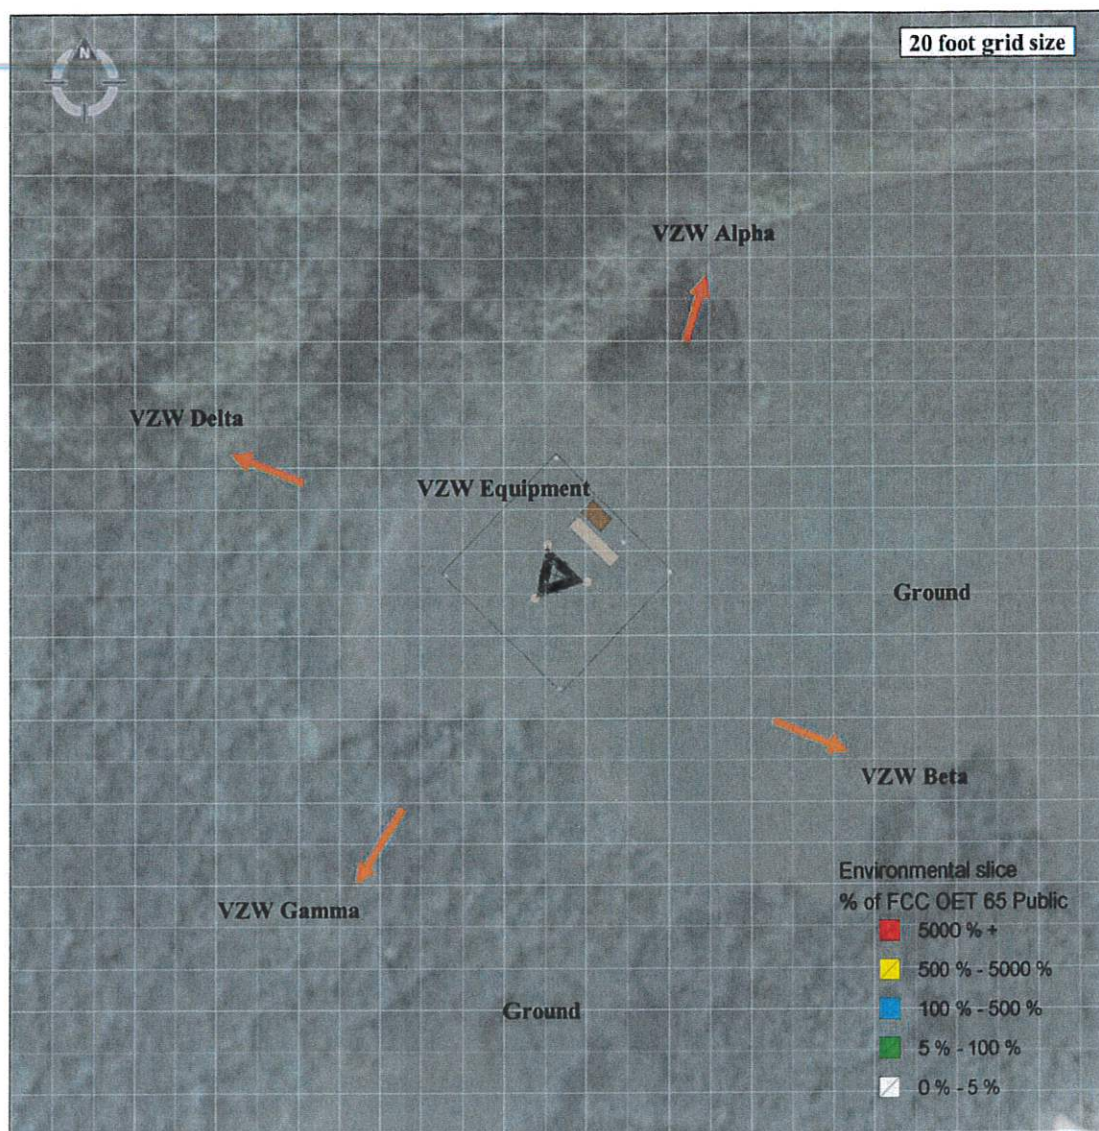 N
20 foot grid size
VZW Alpha
VZW Delta
VZW Equipment
Ground
VZW Beta
VZW Gamma
Ground
Environmental slice
% of FCC OET 65 Public
5000 % +
500 % - 5000 %
100 % - 500 %
5 % - 100 %
0 % - 5 %